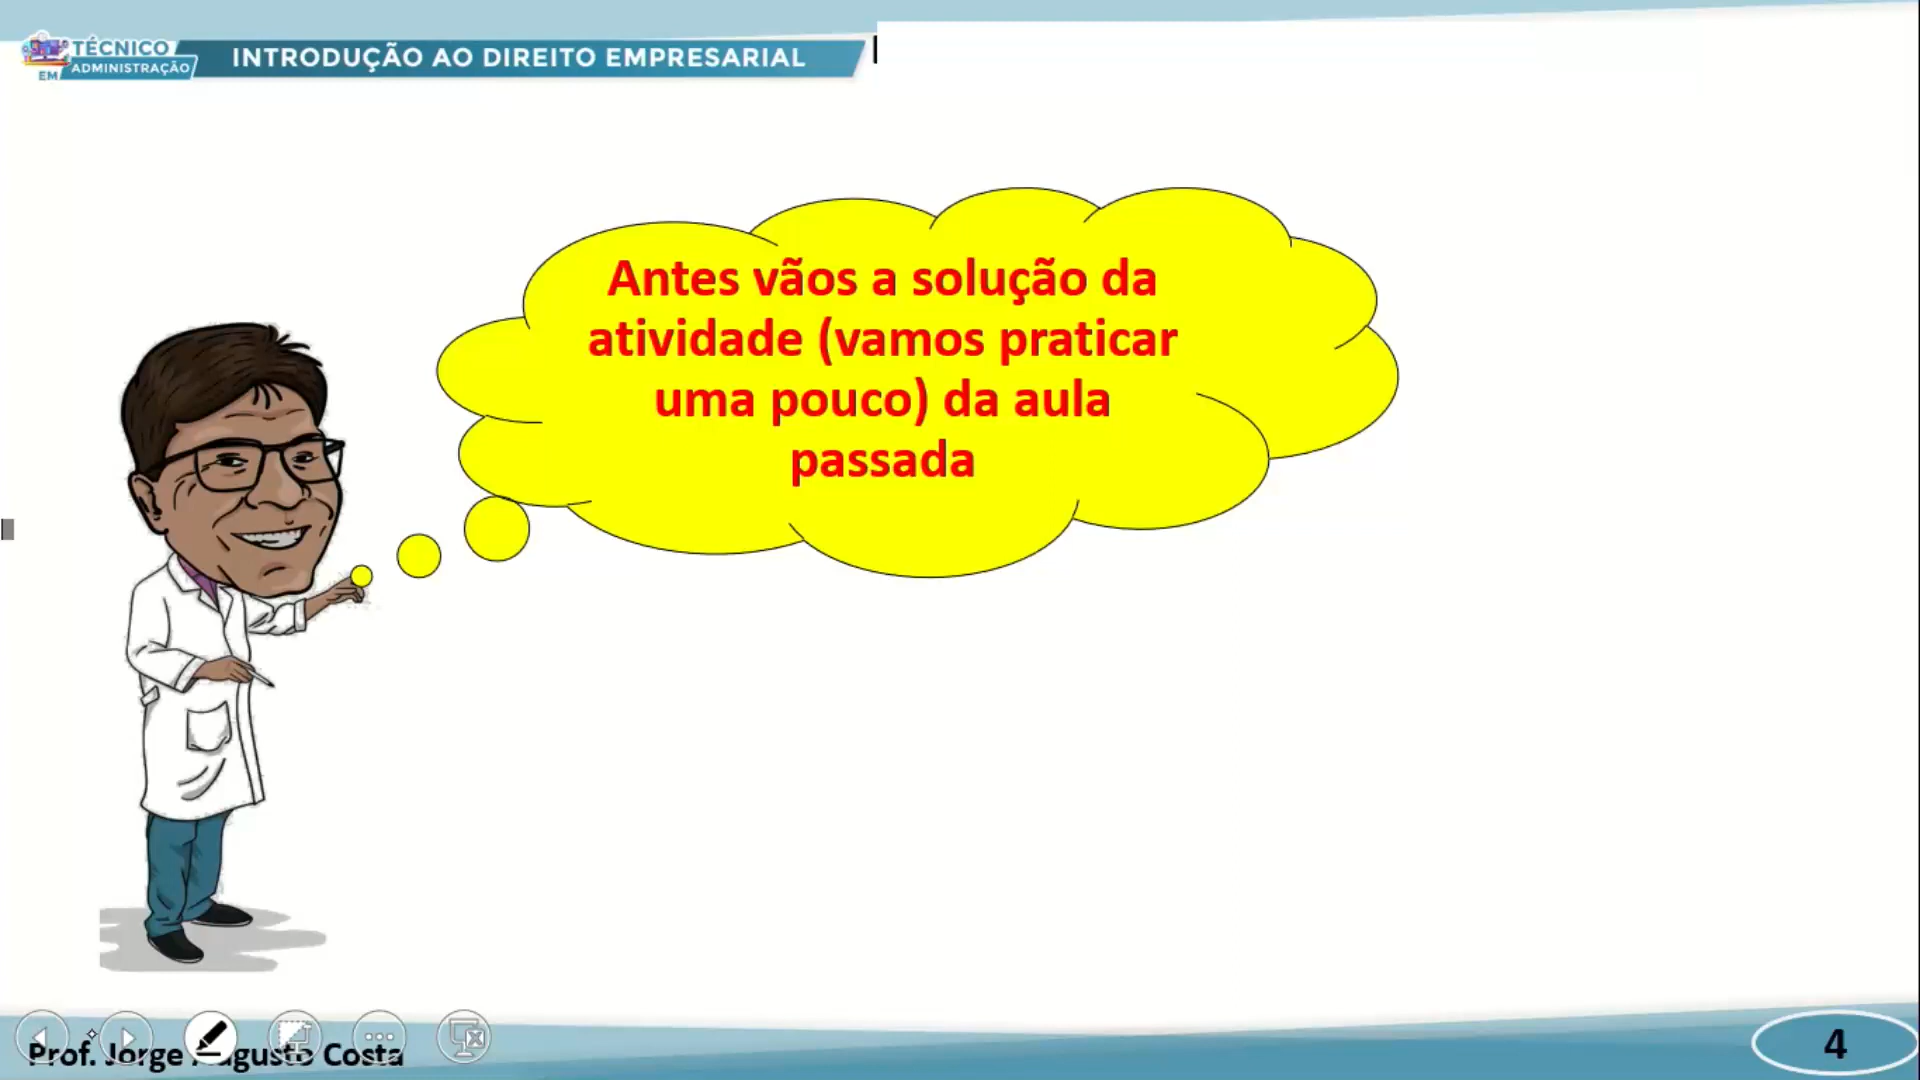 TÉCNICO
EM ADMINISTRAÇÃO
INTRODUÇÃO AO DIREITO EMPRESARIAL
Antes vãos a solução da
atividade (vamos praticar
uma pouco) da aula
passada
Prof. Jorge Augusto Costa
4